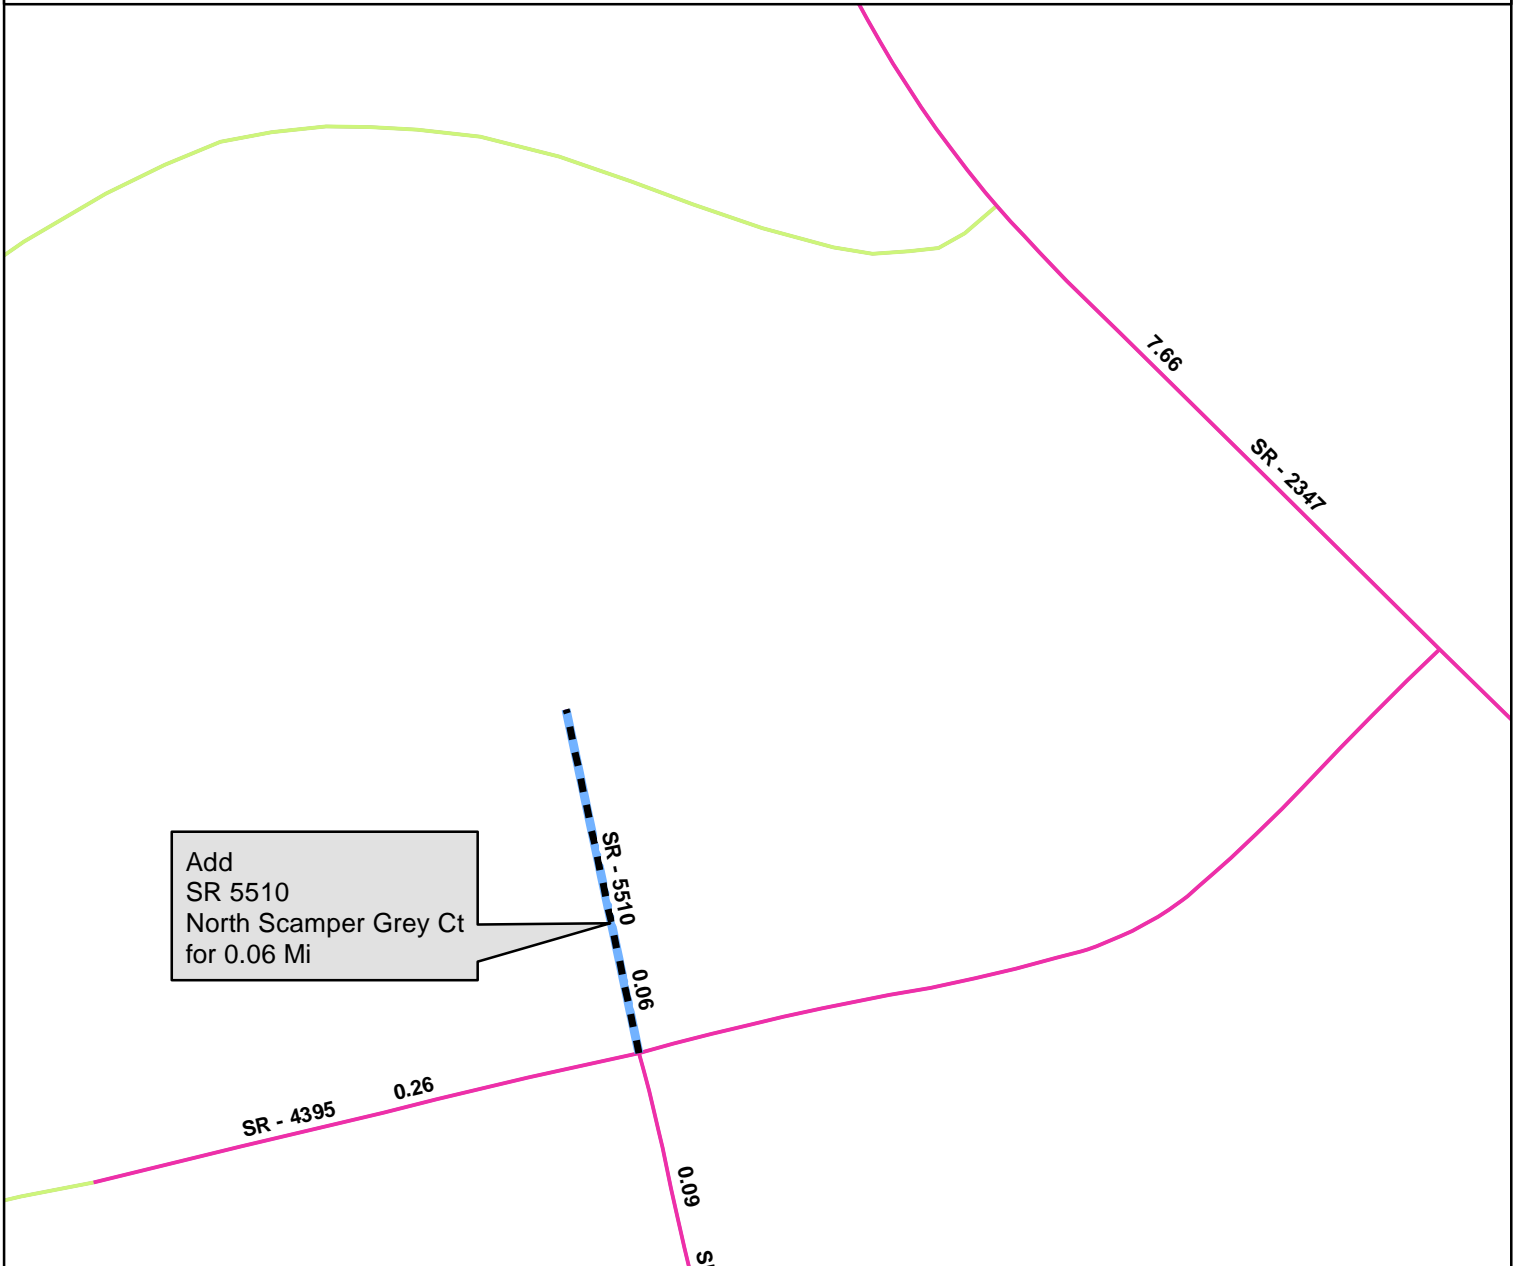 7.66
SR - 2347
SR - 5510
Add
SR 5510
North Scamper Grey Ct
for 0.06 Mi
0.06
0.26
SR - 4395
0.09